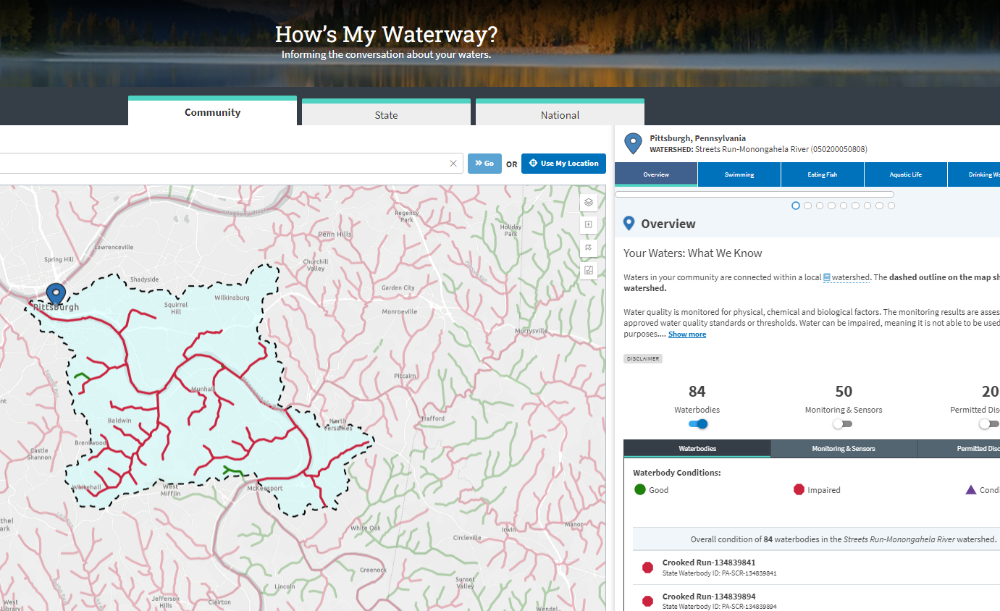 How's My Waterway?
Informing the conversation about your waters.
Community
State
National
Go
OR
Use My Location
Pittsburgh, Pennsylvania
WATERSHED: Streets Run-Monongahela River (050200050808)
Overview
Swimming
Eating Fish
Aquatic Life
Drinking Wa
Overview
Your Waters: What We Know
Waters in your community are connected within a local watershed. The dashed outline on the map sh
watershed.
Water quality is monitored for physical, chemical and biological factors. The monitoring results are asses
approved water quality standards or thresholds. Water can be impaired, meaning it is not able to be used
purposes.... Show more
DISCLAIMER
84
50
20
Waterbodies
Monitoring & Sensors
Permitted Disc
Waterbodies
Monitoring & Sensors
Permitted Disc
Waterbody Conditions:
Good
Impaired
Condi
Overall condition of 84 waterbodies in the Streets Run-Monongahela River watershed.
Crooked Run-134839841
State Waterbody ID: PA-SCR-134839841
Crooked Run-134839894
State Waterbody ID: PA-SCR-134839894
Allegheny River
Regency
Park
Holiday
Park
Penn Hills
Lawrenceville
Spring Hill
Churchill
Valley
Shadyside
Garden City
Wilkinsburg
Squirrel
Hill
Pittsburgh
Monroeville
Murrysville
Pitcairn
Munhall
Monongahela River
nt
Baldwin
Trafford
North
Versailles
Brentwood
Castle
Shannon
Whitehall
West
Mifflin
McKeesport
thel
ark
White Oak
Manor
Irwin
Circleville
Greenock
Sunset
Valley
Lincoln
Jefferson
Hills
Clairton
West
Library
Wendel